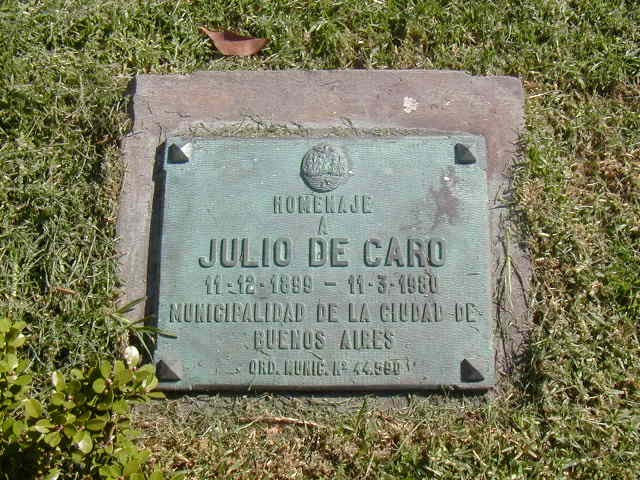 HOMENAJE
A
JULIO DE CARO
11-12-1899 - 11-3-1980
MUNICIPALIDAD DE LA CIUDAD DE
BUENOS AIRES
ORD. MUNIC. Nº 44.590